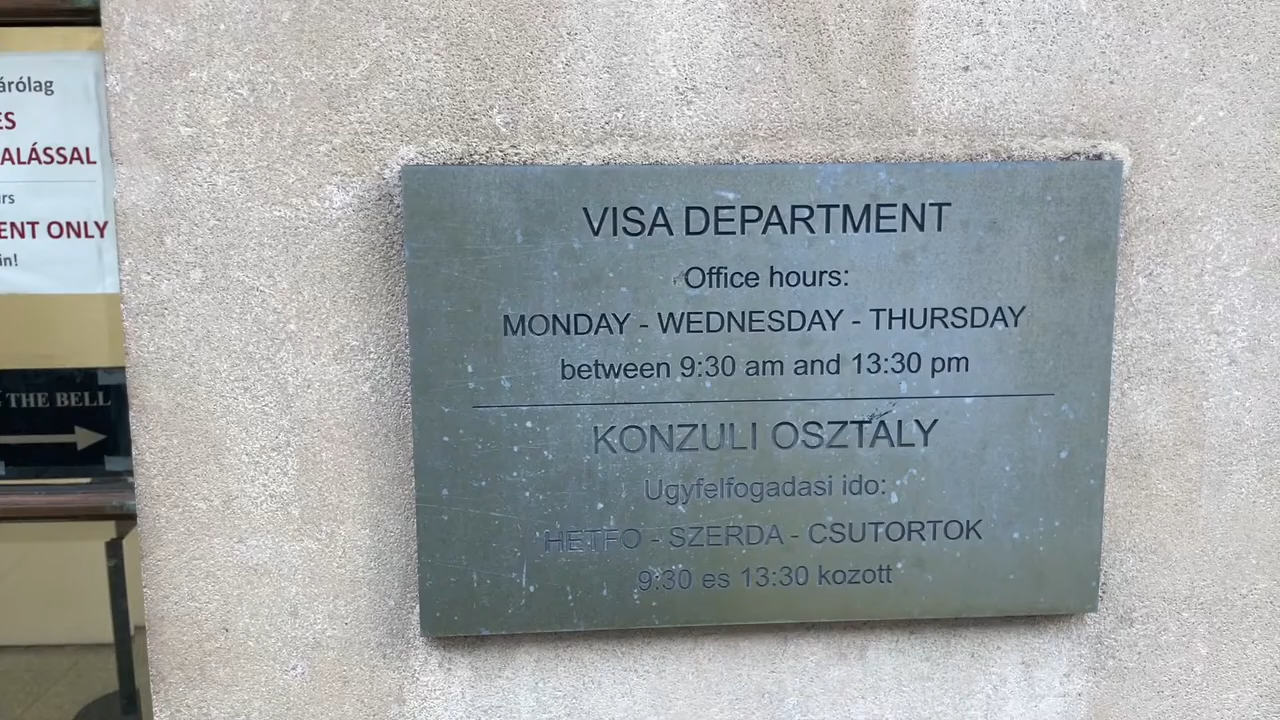 árólag
ES
ALÁSSAL
urs
ENT ONLY
in!
THE BELL
VISA DEPARTMENT
Office hours:
MONDAY - WEDNESDAY - THURSDAY
between 9:30 am and 13:30 pm
KONZULI OSZTÁLY
Ugyfelfogadasi ido:
HETFO - SZERDA - CSUTORTOK
9:30 es 13:30 kozott